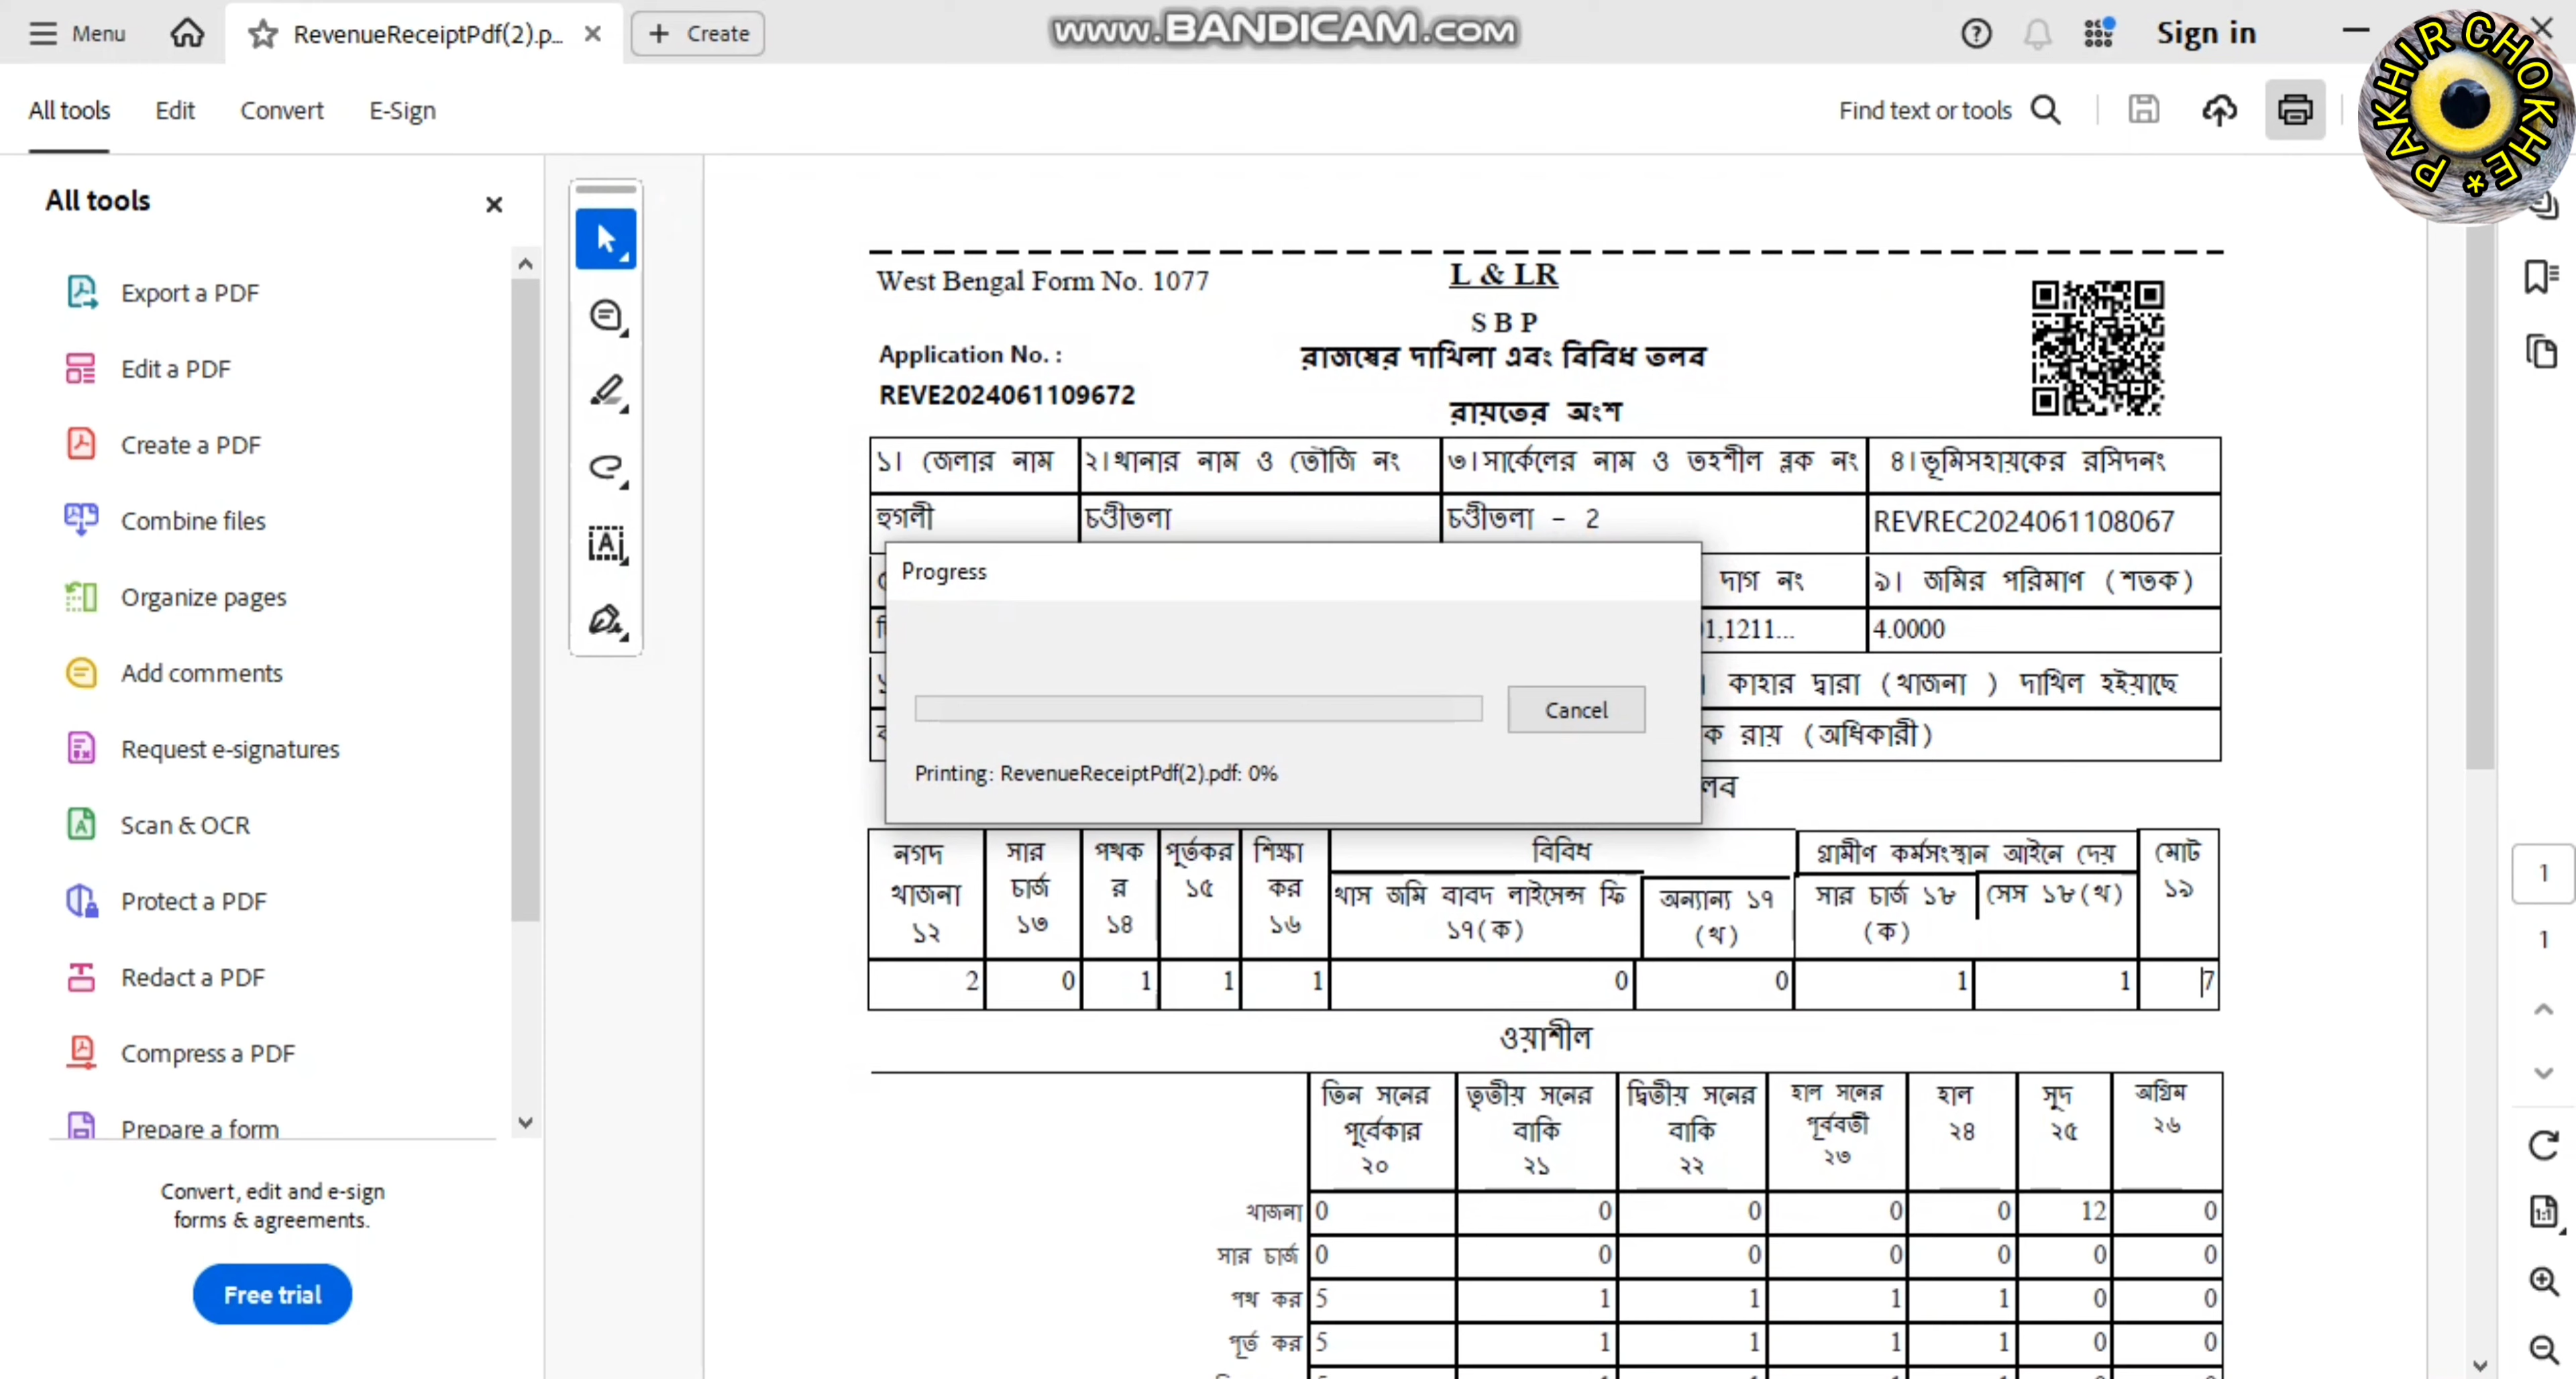 Menu
RevenueReceiptPdf(2).p...
Create
www.BANDICAM.com
Sign in
PAKHIR CHOKHE *
All tools
Edit
Convert
E-Sign
Find text or tools
All tools
Export a PDF
Edit a PDF
Create a PDF
Combine files
Organize pages
Add comments
Request e-signatures
Scan & OCR
Protect a PDF
Redact a PDF
Compress a PDF
Prepare a form
Convert, edit and e-sign
forms & agreements.
Free trial
West Bengal Form No. 1077
L & LR
S B P
Application No. :
REVE2024061109672
রাজস্বের দাখিলা এবং বিবিধ তলব
রায়তের অংশ
১। জেলার নাম
২।থানার নাম ও তৌজি নং
৩।সার্কেলের নাম ও তহশীল ব্লক নং
৪।ভূমিসহায়কের রসিদনং
হুগলী
চণ্ডীতলা
চণ্ডীতলা - 2
REVREC2024061108067
দাগ নং
৯। জমির পরিমাণ (শতক)
1,1211...
4.0000
কাহার দ্বারা (খাজনা ) দাখিল হইয়াছে
ক রায় (অধিকারী)
লব
Progress
Cancel
Printing: RevenueReceiptPdf(2).pdf: 0%
নগদ খাজনা ১২
সার চার্জ ১৩
পথক র ১৪
পুর্তকর ১৫
শিক্ষা কর ১৬
বিবিধ
খাস জমি বাবদ লাইসেন্স ফি ১৭(ক)
অন্যান্য ১৭ (খ)
গ্রামীণ কর্মসংস্থান আইনে দেয়
সার চার্জ ১৮ (ক)
সেস ১৮(খ)
মোট ১৯
2 0 1 1 1 0 0 1 1 7
ওয়াশীল
তিন সনের পুর্বেকার ২০
তৃতীয় সনের বাকি ২১
দ্বিতীয় সনের বাকি ২২
হাল সনের পূর্ববর্তী ২৩
হাল ২৪
সুদ ২৫
অগ্রিম ২৬
খাজনা 0 0 0 0 0 12 0
সার চার্জ 0 0 0 0 0 0 0
পথ কর 5 1 1 1 1 0 0
পূর্ত কর 5 1 1 1 1 0 0
1
1